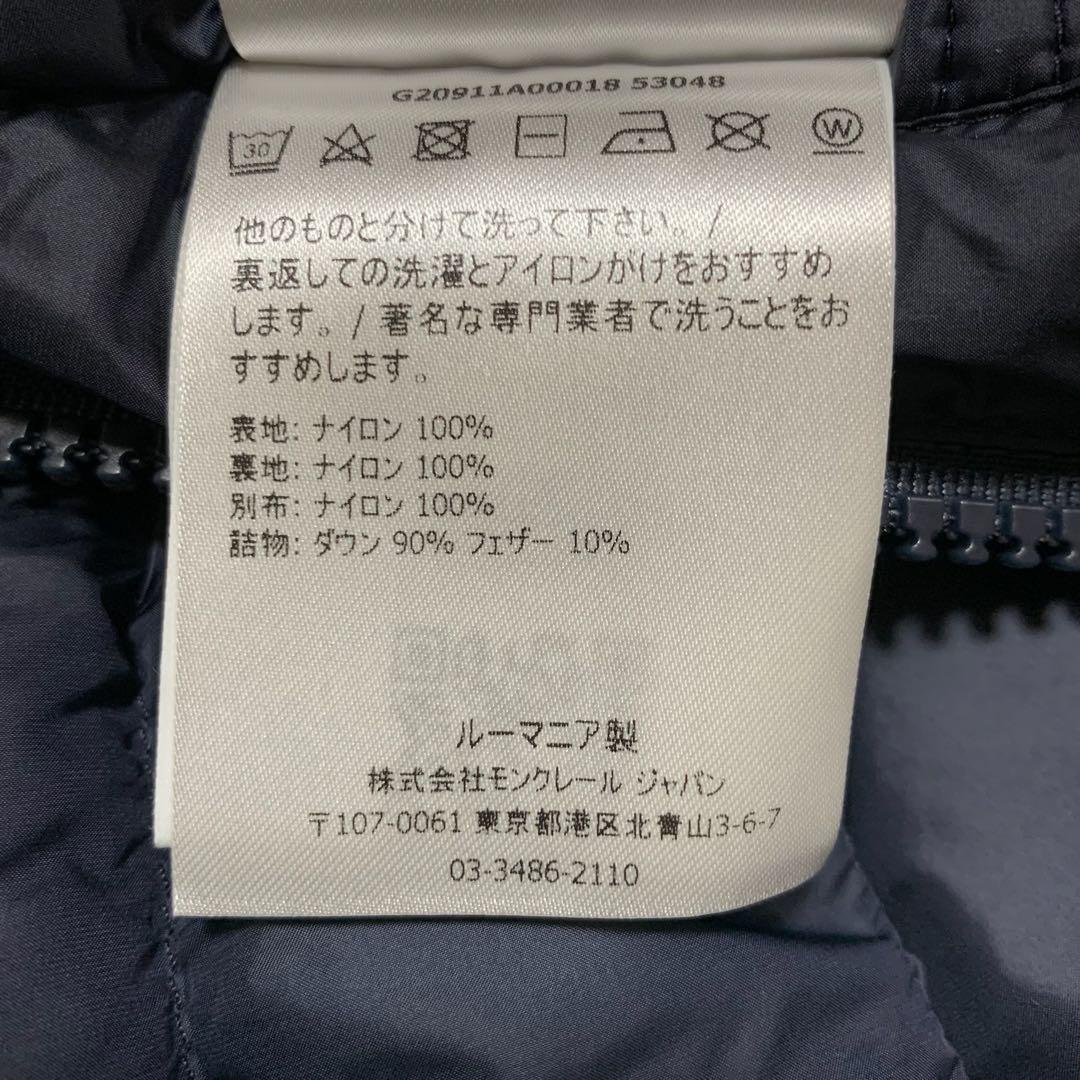 G20911A00018 53048
30 W
他のものと分けて洗って下さい。/
裏返しての洗濯とアイロンがけをおすすめ
します。/ 著名な専門業者で洗うことをお
すすめします。
表地: ナイロン 100%
裏地: ナイロン 100%
別布: ナイロン 100%
詰物: ダウン 90% フェザー 10%
ルーマニア製
株式会社モンクレール ジャパン
〒107-0061 東京都港区北青山3-6-7
03-3486-2110